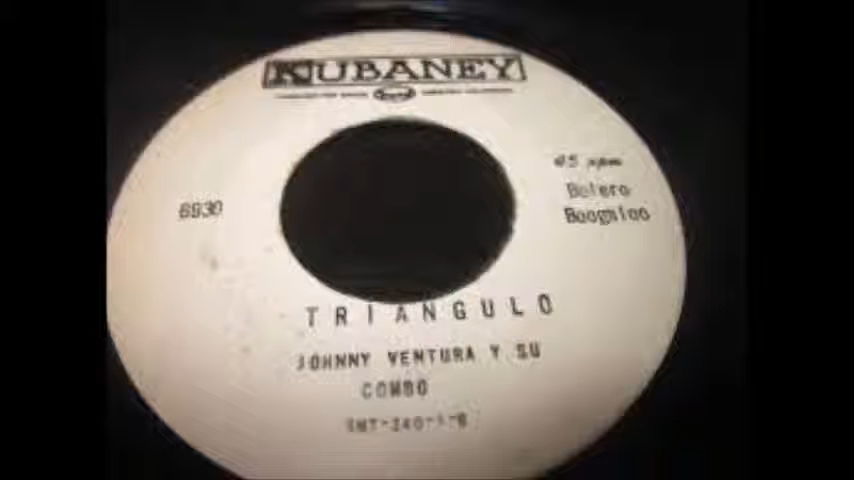 KUBANEY
45 rpm
6930
Bolero
Boogaloo
TRIANGULO
JOHNNY VENTURA Y SU
COMBO